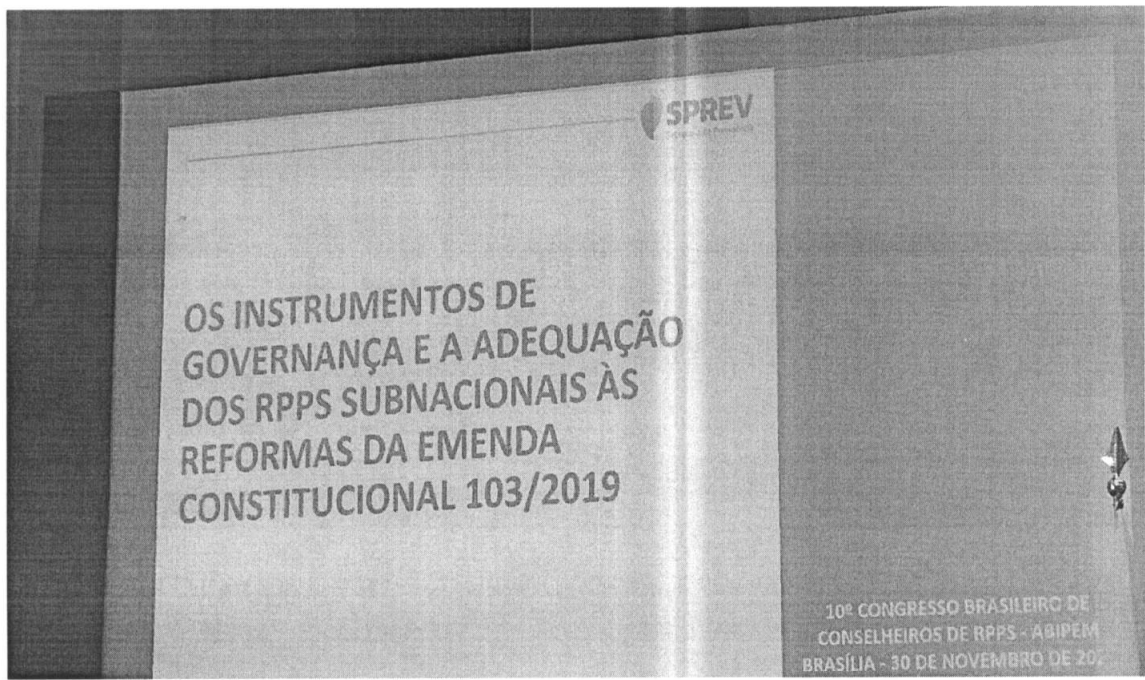 SPREV
OS INSTRUMENTOS DE
GOVERNANÇA E A ADEQUAÇÃO
DOS RPPS SUBNACIONAIS ÀS
REFORMAS DA EMENDA
CONSTITUCIONAL 103/2019
10º CONGRESSO BRASILEIRO DE
CONSELHEIROS DE RPPS - ABIPEM
BRASÍLIA - 30 DE NOVEMBRO DE